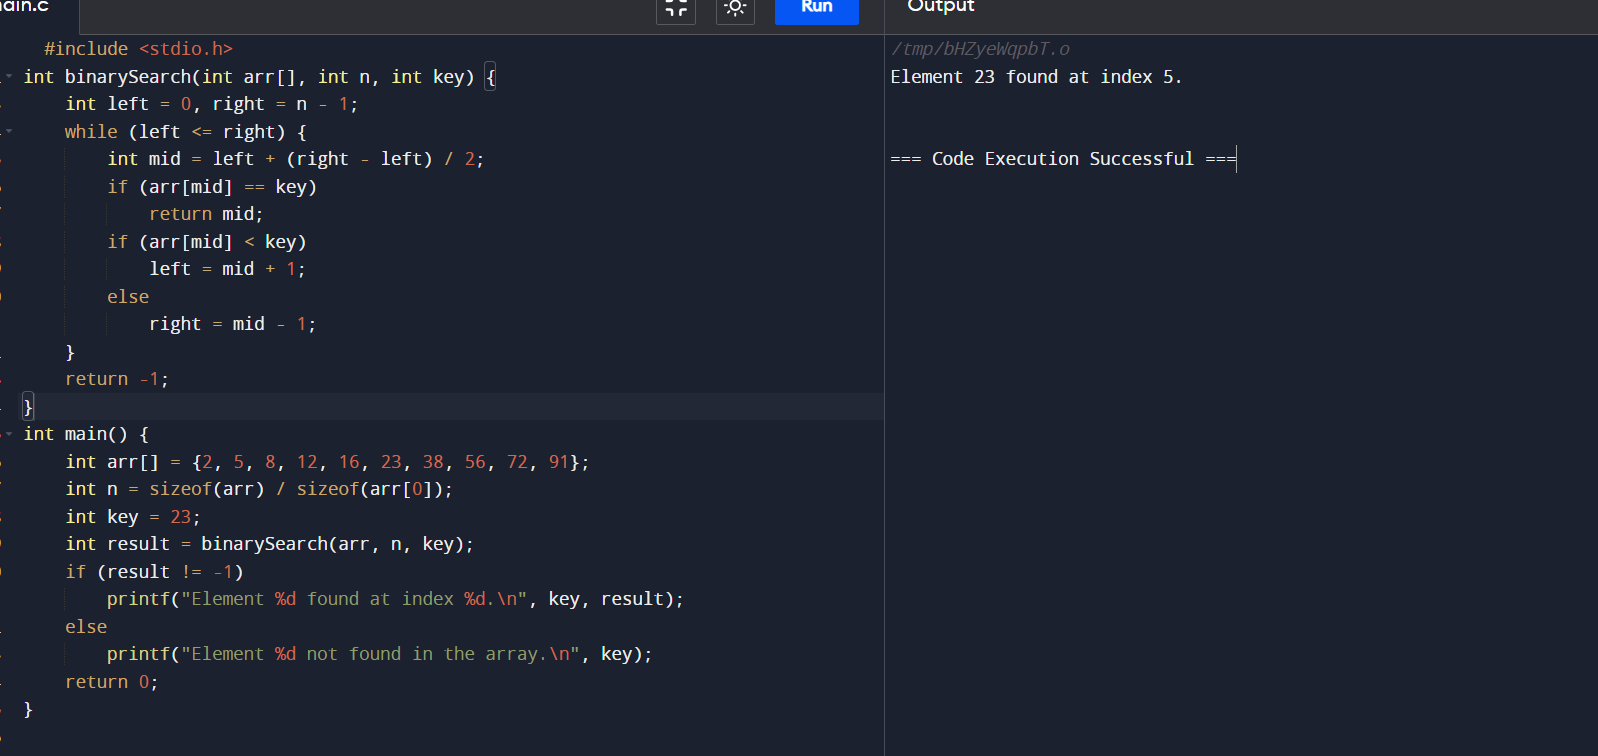 Run
Output
#include <stdio.h>
int binarySearch(int arr[], int n, int key) {
    int left = 0, right = n - 1;
    while (left <= right) {
        int mid = left + (right - left) / 2;
        if (arr[mid] == key)
            return mid;
        if (arr[mid] < key)
            left = mid + 1;
        else
            right = mid - 1;
    }
    return -1;
}
int main() {
    int arr[] = {2, 5, 8, 12, 16, 23, 38, 56, 72, 91};
    int n = sizeof(arr) / sizeof(arr[0]);
    int key = 23;
    int result = binarySearch(arr, n, key);
    if (result != -1)
        printf("Element %d found at index %d.\n", key, result);
    else
        printf("Element %d not found in the array.\n", key);
    return 0;
}
/tmp/bHZyeWqpbT.o
Element 23 found at index 5.
=== Code Execution Successful ===